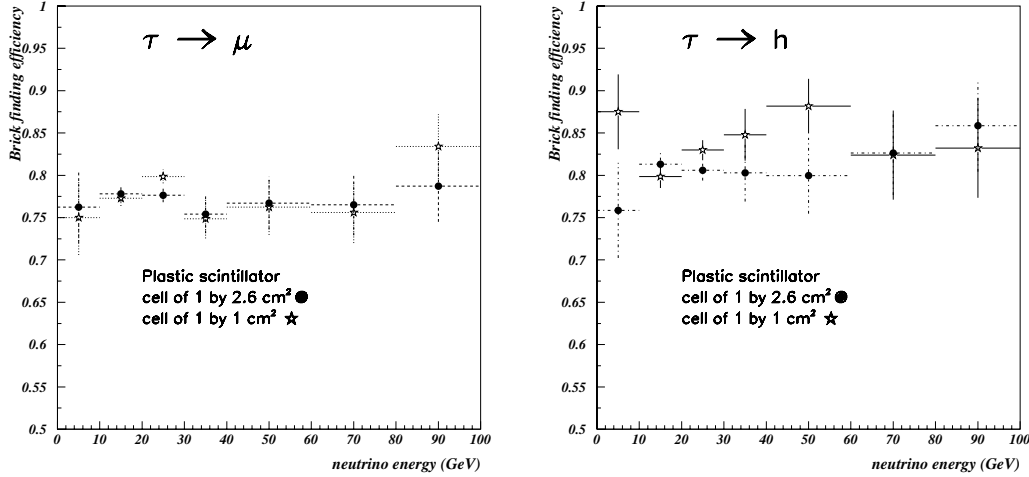 τ → μ
Brick finding efficiency
1
0.95
0.9
0.85
0.8
0.75
0.7
0.65
0.6
0.55
0.5
Plastic scintillator
cell of 1 by 2.6 cm²
cell of 1 by 1 cm²
0 10 20 30 40 50 60 70 80 90 100
neutrino energy (GeV)
τ → h
Brick finding efficiency
1
0.95
0.9
0.85
0.8
0.75
0.7
0.65
0.6
0.55
0.5
Plastic scintillator
cell of 1 by 2.6 cm²
cell of 1 by 1 cm²
0 10 20 30 40 50 60 70 80 90 100
neutrino energy (GeV)